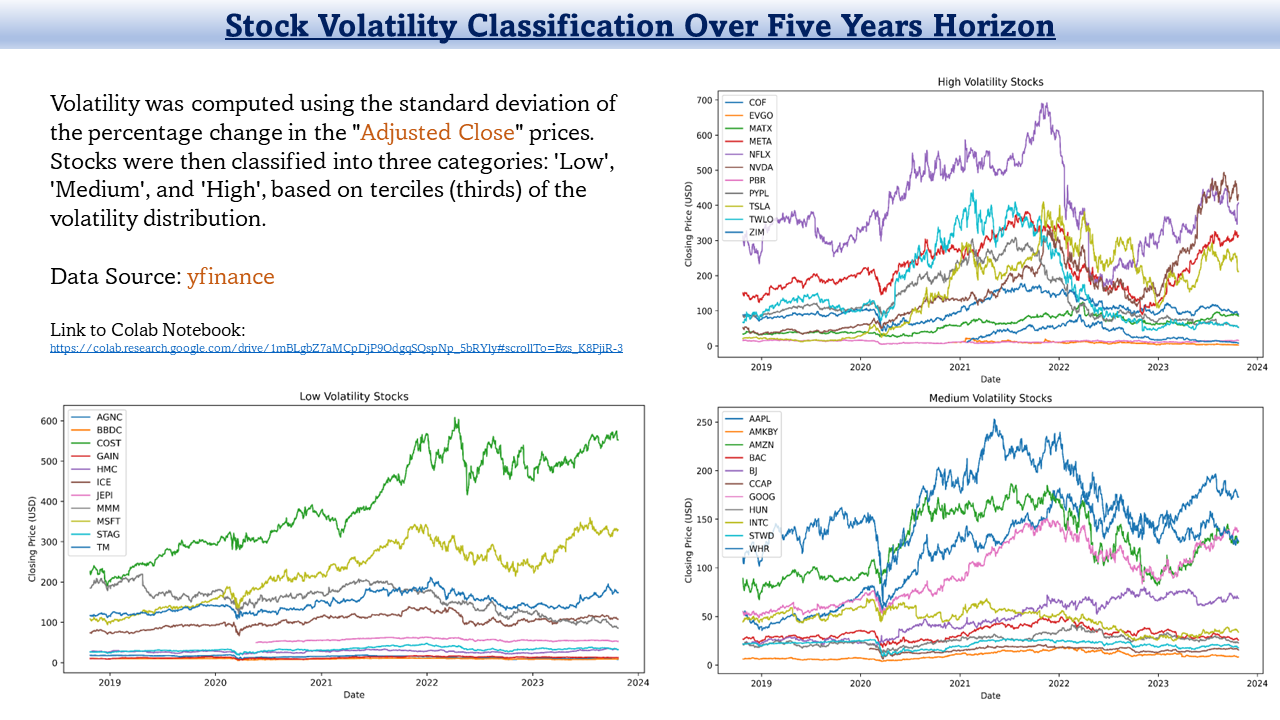 Stock Volatility Classification Over Five Years Horizon
Volatility was computed using the standard deviation of
the percentage change in the "Adjusted Close" prices.
Stocks were then classified into three categories: 'Low',
'Medium', and 'High', based on terciles (thirds) of the
volatility distribution.
Data Source: yfinance
Link to Colab Notebook:
https://colab.research.google.com/drive/1mBLgbZ7aMCpDjP9OdgqSQspNp_5bRYly#scrollTo=Bzs_K8PjiR-3
High Volatility Stocks
Closing Price (USD)
700
600
500
400
300
200
100
0
COF
EVGO
MATX
META
NFLX
NVDA
PBR
PYPL
TSLA
TWLO
ZIM
2019 2020 2021 2022 2023 2024
Date
Low Volatility Stocks
Closing Price (USD)
600
500
400
300
200
100
0
AGNC
BBDC
COST
GAIN
HMC
ICE
JEPI
MMM
MSFT
STAG
TM
2019 2020 2021 2022 2023 2024
Date
Medium Volatility Stocks
Closing Price (USD)
250
200
150
100
50
0
AAPL
AMKBY
AMZN
BAC
BJ
CCAP
GOOG
HUN
INTC
STWD
WHR
2019 2020 2021 2022 2023 2024
Date